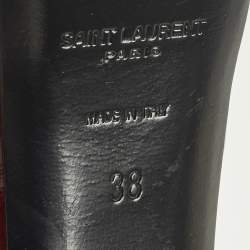 SAINT LAURENT
PARIS
MADE IN ITALY
38